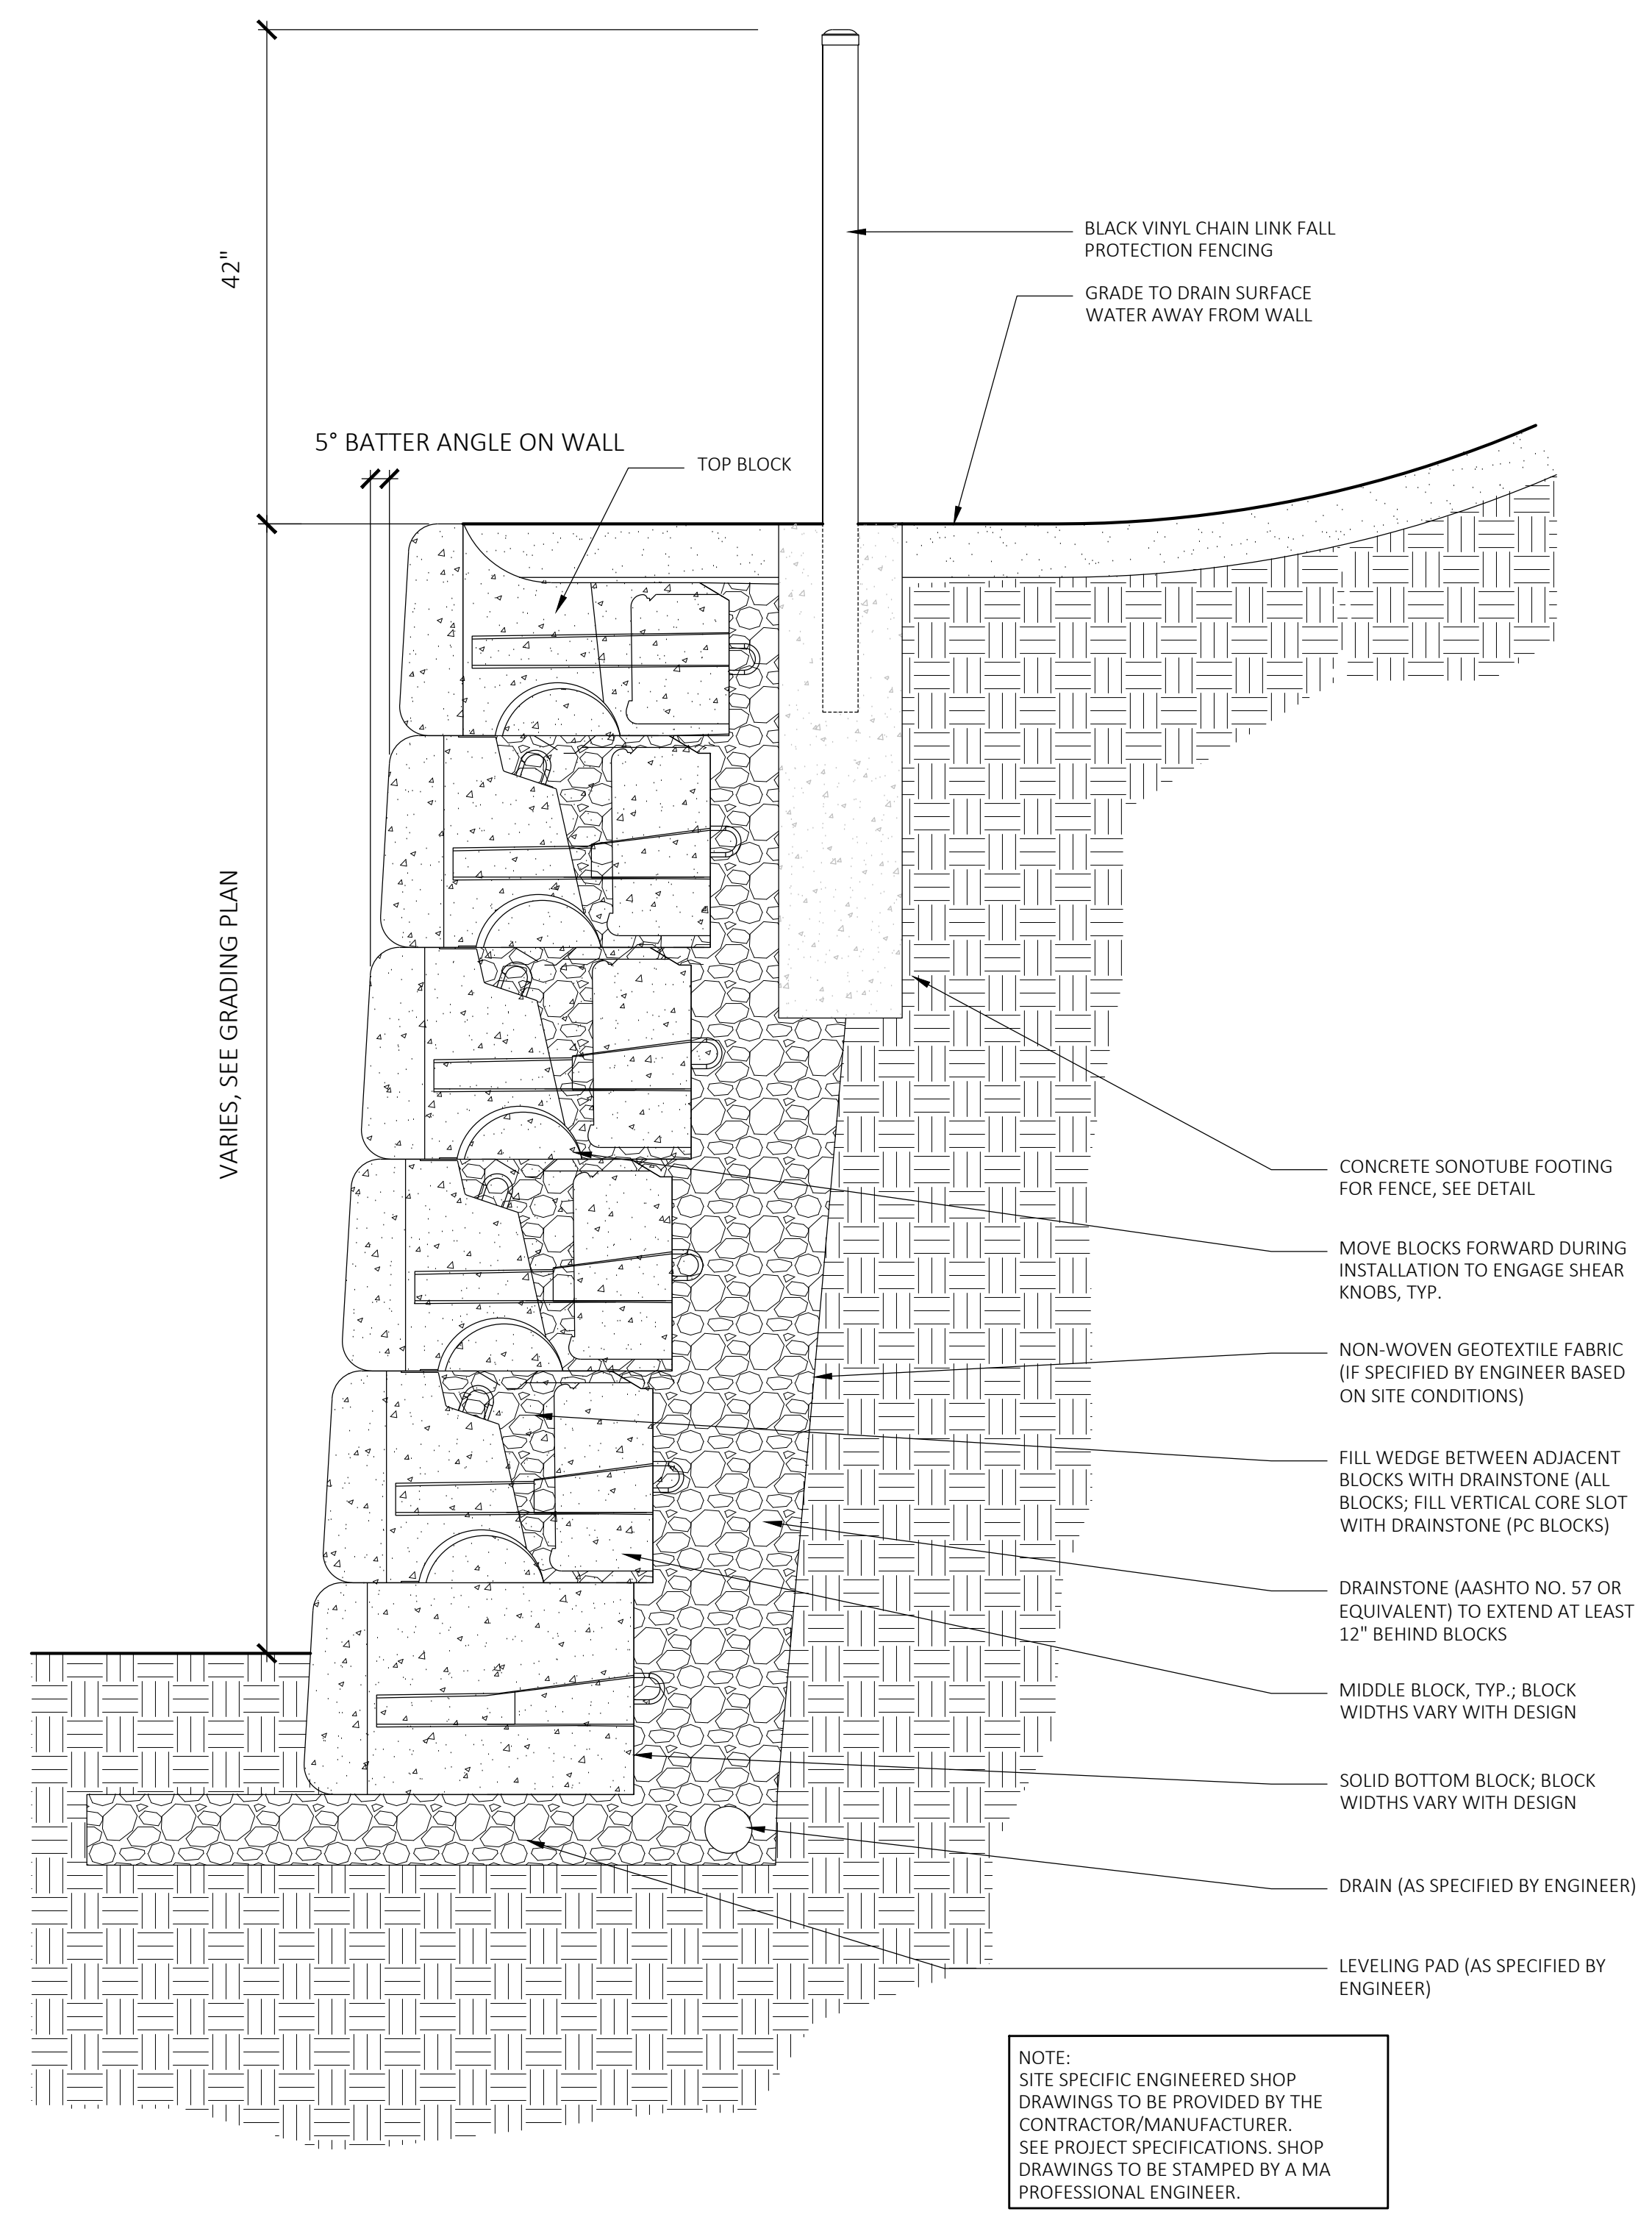 42"
BLACK VINYL CHAIN LINK FALL
PROTECTION FENCING
GRADE TO DRAIN SURFACE
WATER AWAY FROM WALL
5° BATTER ANGLE ON WALL
TOP BLOCK
VARIES, SEE GRADING PLAN
CONCRETE SONOTUBE FOOTING
FOR FENCE, SEE DETAIL
MOVE BLOCKS FORWARD DURING
INSTALLATION TO ENGAGE SHEAR
KNOBS, TYP.
NON-WOVEN GEOTEXTILE FABRIC
(IF SPECIFIED BY ENGINEER BASED
ON SITE CONDITIONS)
FILL WEDGE BETWEEN ADJACENT
BLOCKS WITH DRAINSTONE (ALL
BLOCKS; FILL VERTICAL CORE SLOT
WITH DRAINSTONE (PC BLOCKS)
DRAINSTONE (AASHTO NO. 57 OR
EQUIVALENT) TO EXTEND AT LEAST
12" BEHIND BLOCKS
MIDDLE BLOCK, TYP.; BLOCK
WIDTHS VARY WITH DESIGN
SOLID BOTTOM BLOCK; BLOCK
WIDTHS VARY WITH DESIGN
DRAIN (AS SPECIFIED BY ENGINEER)
LEVELING PAD (AS SPECIFIED BY
ENGINEER)
NOTE:
SITE SPECIFIC ENGINEERED SHOP
DRAWINGS TO BE PROVIDED BY THE
CONTRACTOR/MANUFACTURER.
SEE PROJECT SPECIFICATIONS. SHOP
DRAWINGS TO BE STAMPED BY A MA
PROFESSIONAL ENGINEER.